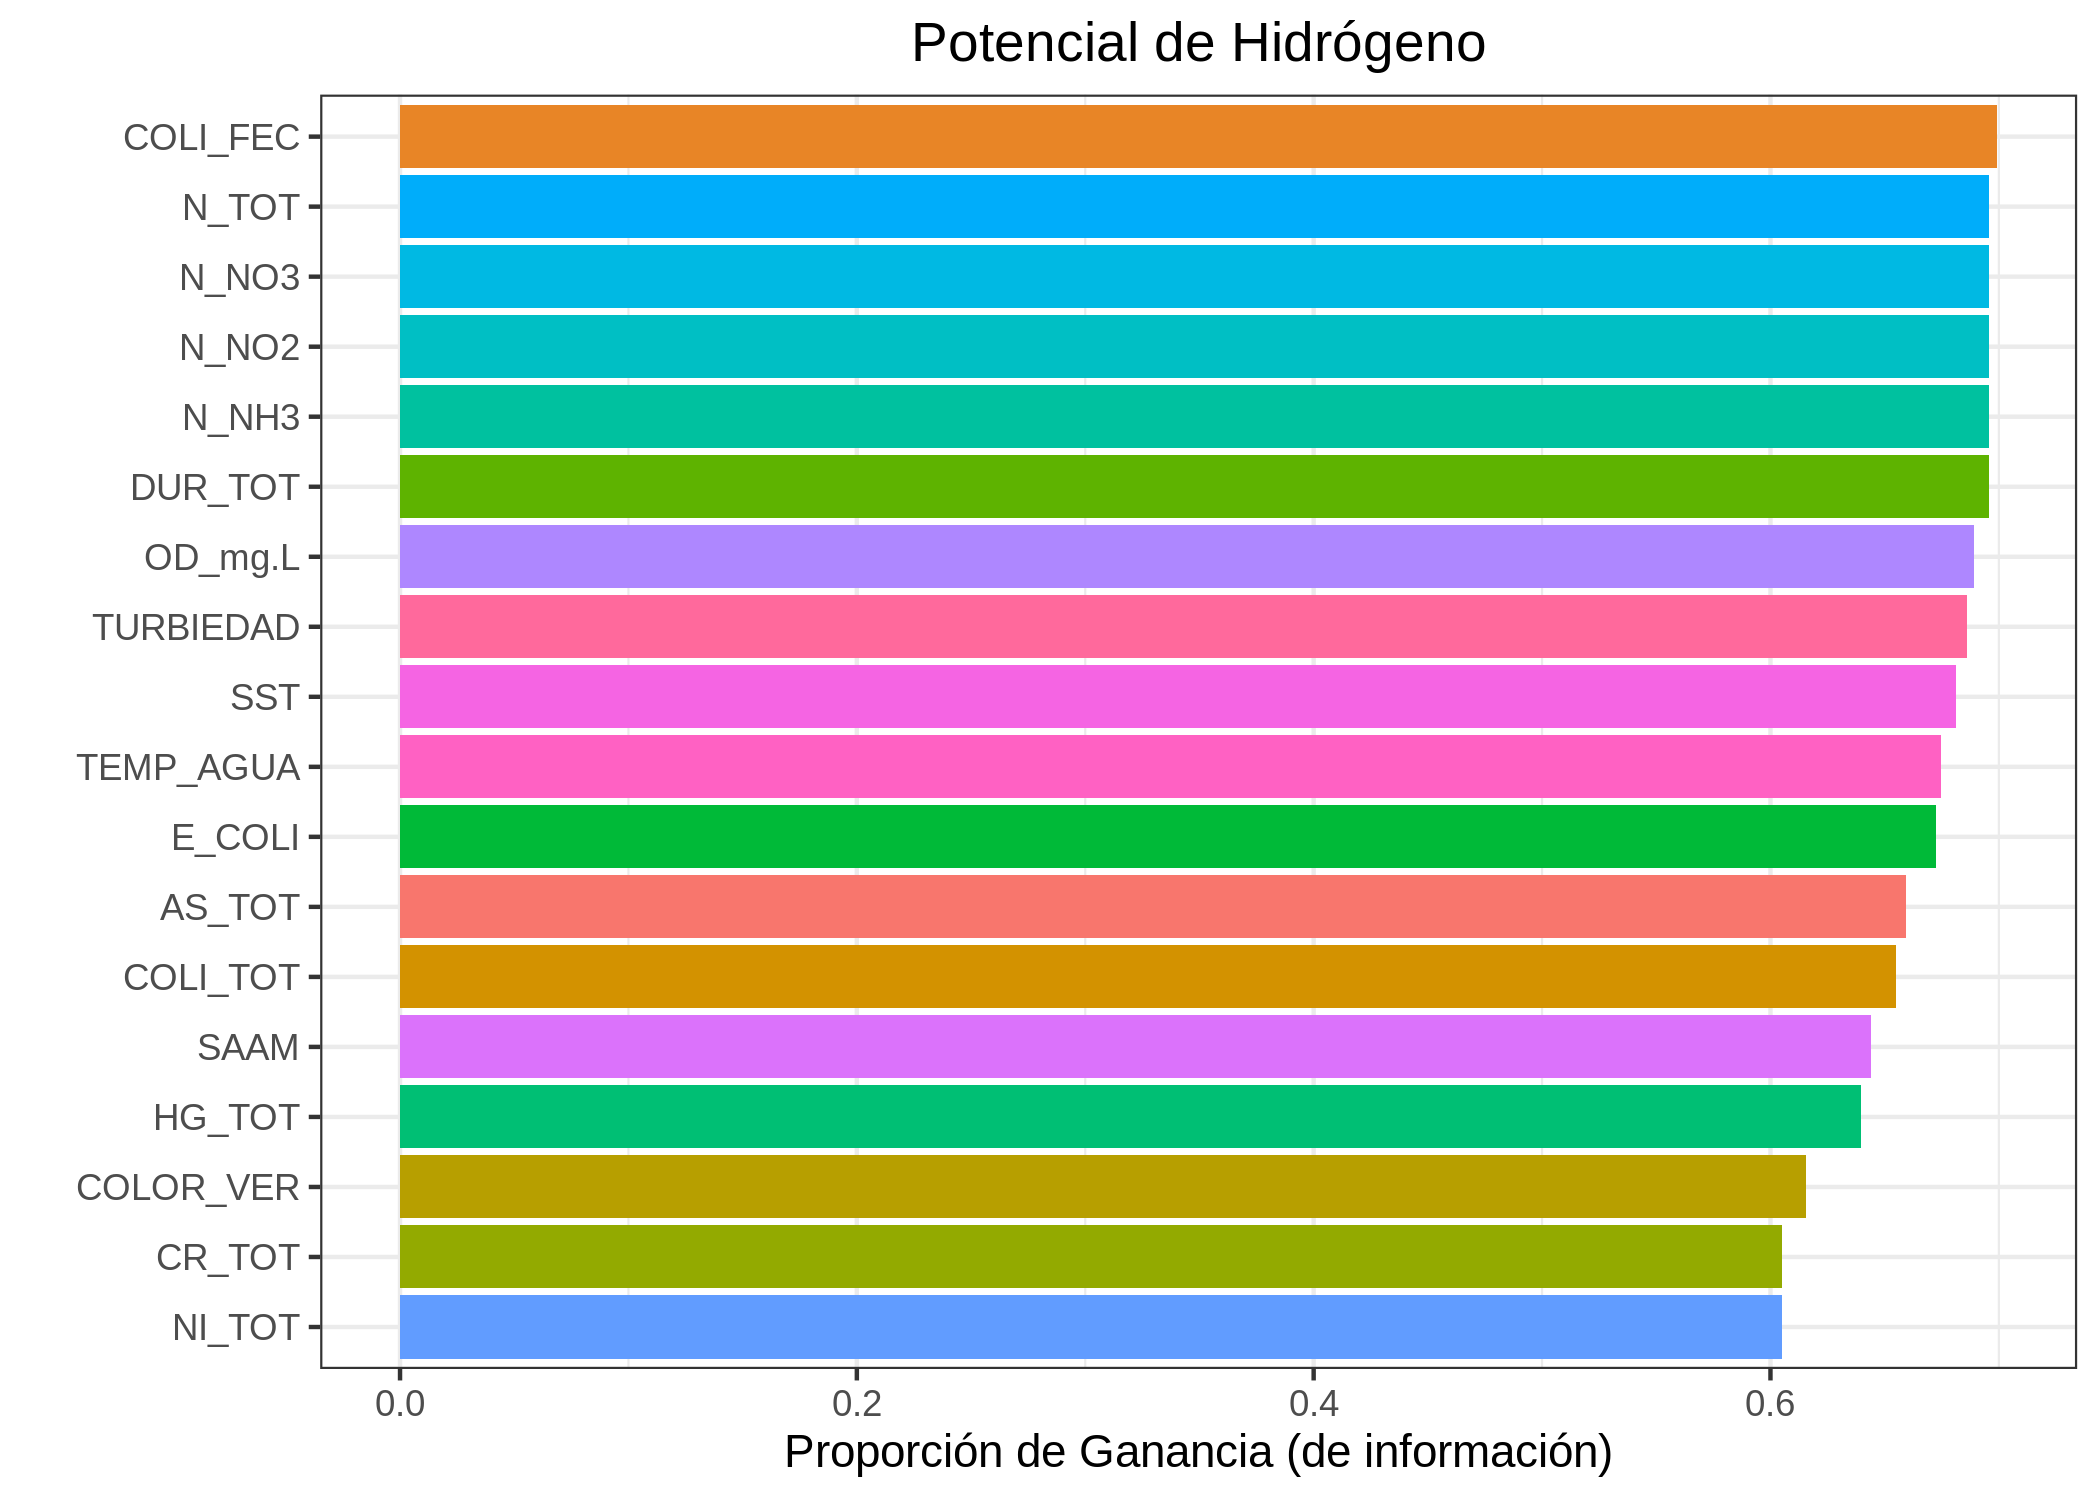 Potencial de Hidrógeno
COLI_FEC
N_TOT
N_NO3
N_NO2
N_NH3
DUR_TOT
OD_mg.L
TURBIEDAD
SST
TEMP_AGUA
E_COLI
AS_TOT
COLI_TOT
SAAM
HG_TOT
COLOR_VER
CR_TOT
NI_TOT
0.0 0.2 0.4 0.6
Proporción de Ganancia (de información)